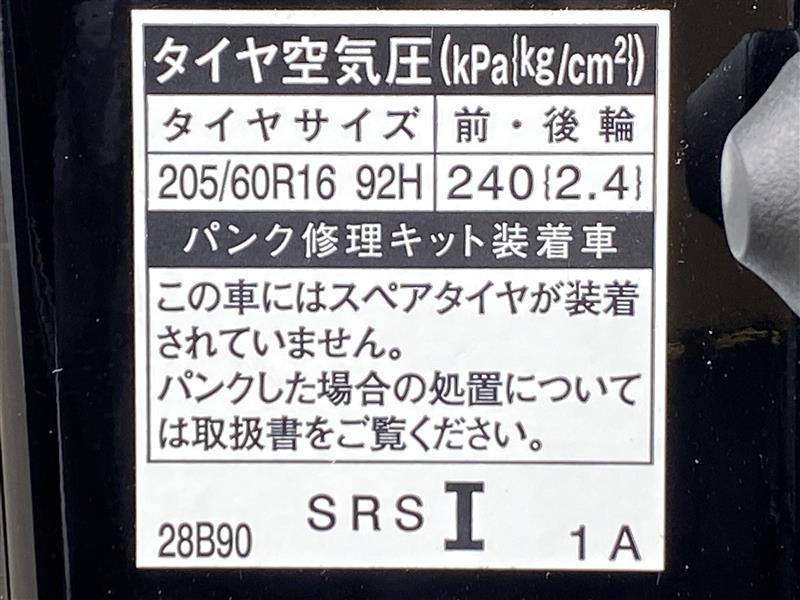 タイヤ空気圧(kPa{kg/cm²})
タイヤサイズ 前・後輪
205/60R16 92H 240{2.4}
パンク修理キット装着車
この車にはスペアタイヤが装着
されていません。
パンクした場合の処置について
は取扱書をご覧ください。
28B90 SRS I 1A